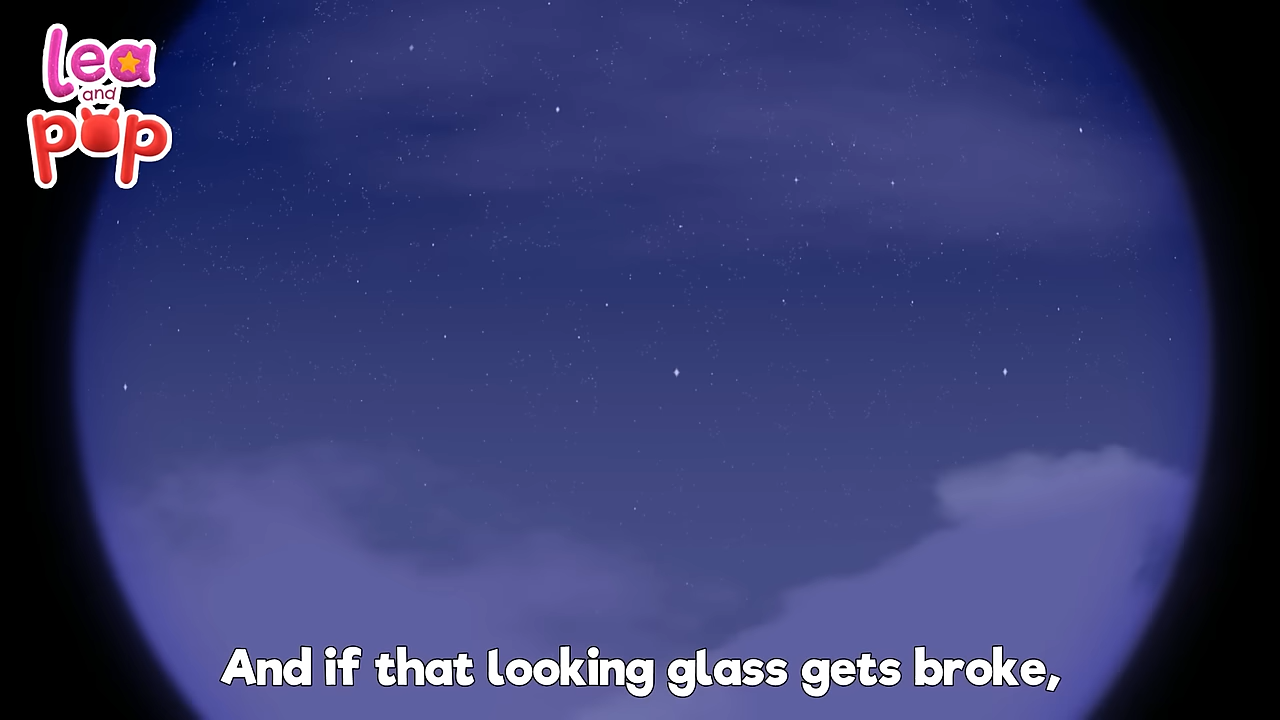 lea
and
pop
And if that looking glass gets broke,